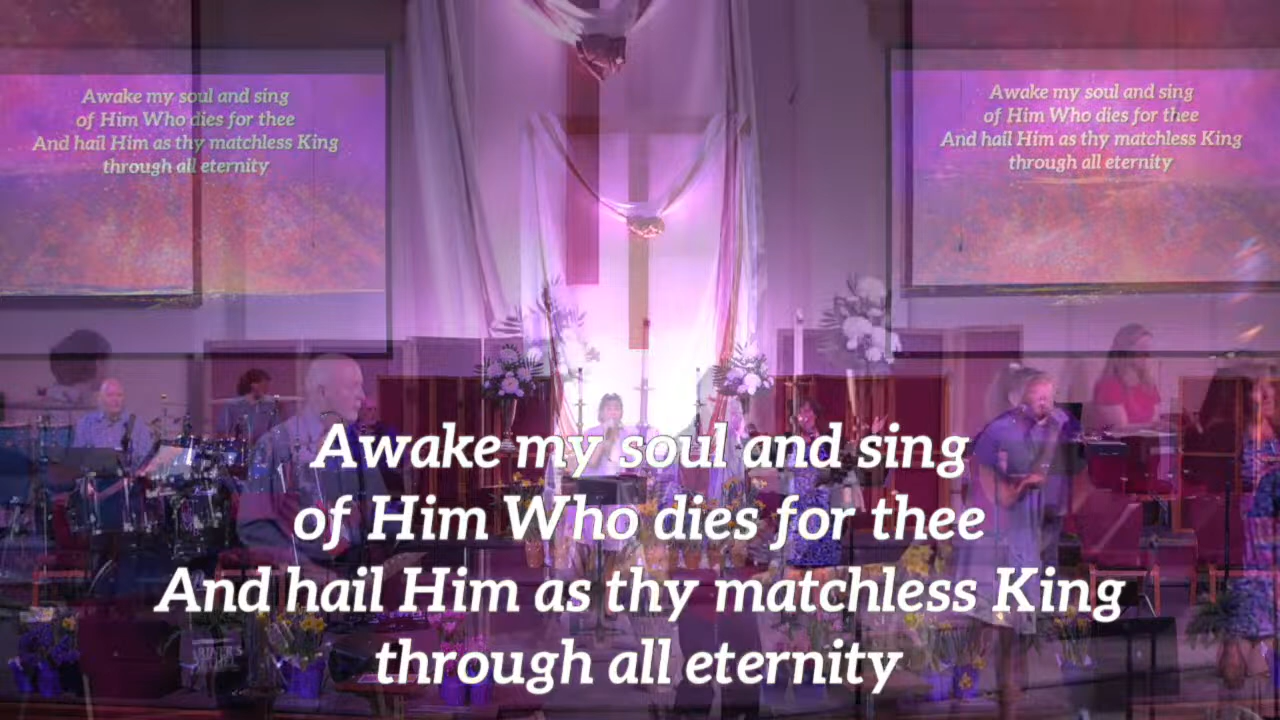 Awake my soul and sing
of Him Who dies for thee
And hail Him as thy matchless King
through all eternity
Awake my soul and sing
of Him Who dies for thee
And hail Him as thy matchless King
through all eternity
Awake my soul and sing
of Him Who dies for thee
And hail Him as thy matchless King
through all eternity